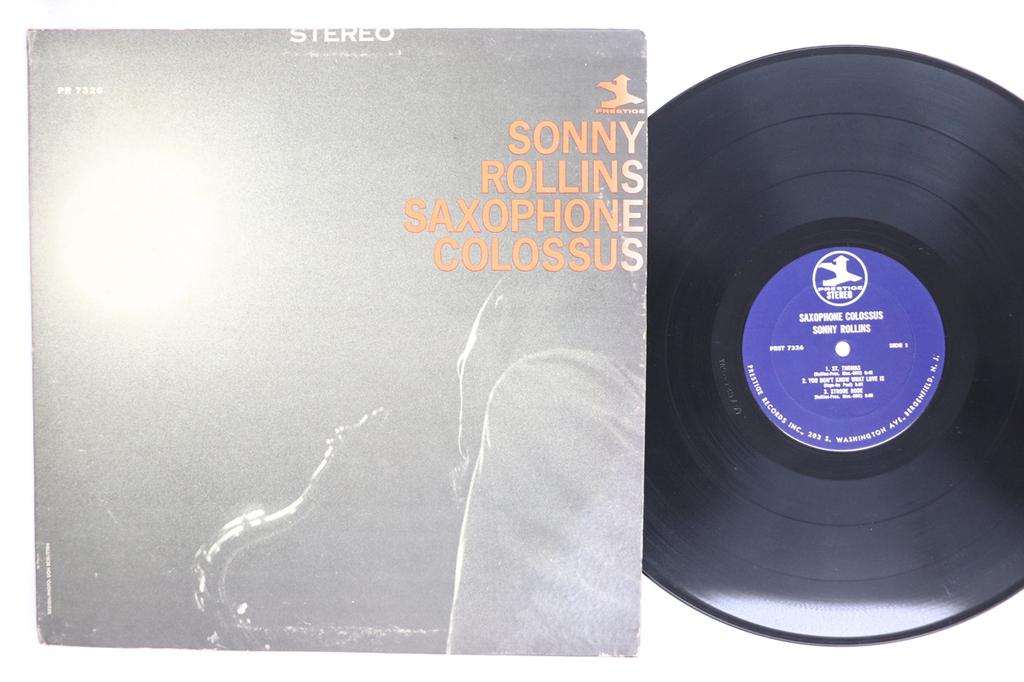 STEREO
PR 7326
PRESTIGE
SONNY
ROLLINS
SAXOPHONE
COLOSSUS
PRESTIGE
STEREO
SAXOPHONE COLOSSUS
SONNY ROLLINS
PRST 7326
SIDE 1
1. ST. THOMAS
2. YOU DON'T KNOW WHAT LOVE IS
3. STRODE RODE
PRESTIGE RECORDS INC. 203 S. WASHINGTON AVE. BERGENFIELD, N. J.